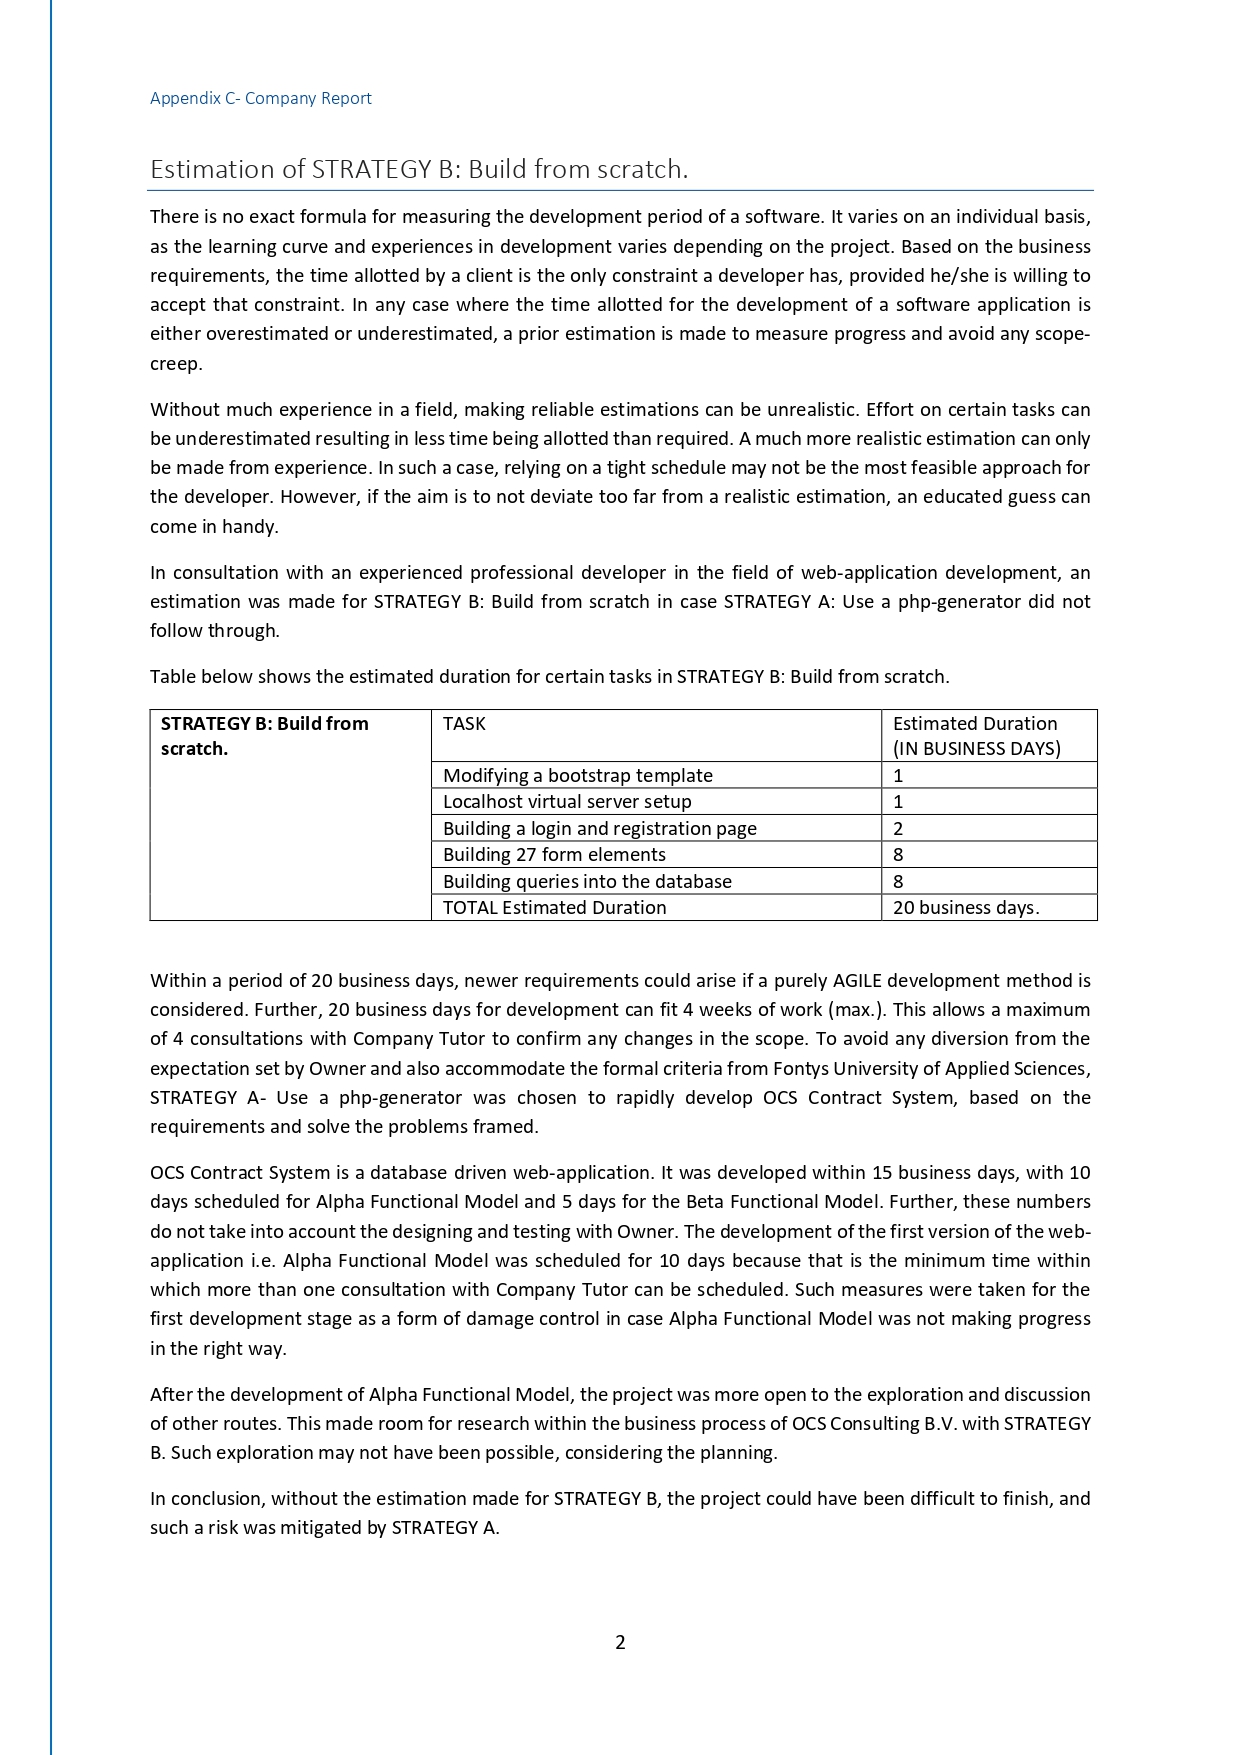 Appendix C- Company Report
Estimation of STRATEGY B: Build from scratch.
There is no exact formula for measuring the development period of a software. It varies on an individual basis,
as the learning curve and experiences in development varies depending on the project. Based on the business
requirements, the time allotted by a client is the only constraint a developer has, provided he/she is willing to
accept that constraint. In any case where the time allotted for the development of a software application is
either overestimated or underestimated, a prior estimation is made to measure progress and avoid any scope-
creep.
Without much experience in a field, making reliable estimations can be unrealistic. Effort on certain tasks can
be underestimated resulting in less time being allotted than required. A much more realistic estimation can only
be made from experience. In such a case, relying on a tight schedule may not be the most feasible approach for
the developer. However, if the aim is to not deviate too far from a realistic estimation, an educated guess can
come in handy.
In consultation with an experienced professional developer in the field of web-application development, an
estimation was made for STRATEGY B: Build from scratch in case STRATEGY A: Use a php-generator did not
follow through.
Table below shows the estimated duration for certain tasks in STRATEGY B: Build from scratch.
STRATEGY B: Build from TASK Estimated Duration
scratch. (IN BUSINESS DAYS)
Modifying a bootstrap template 1
Localhost virtual server setup 1
Building a login and registration page 2
Building 27 form elements 8
Building queries into the database 8
TOTAL Estimated Duration 20 business days.
Within a period of 20 business days, newer requirements could arise if a purely AGILE development method is
considered. Further, 20 business days for development can fit 4 weeks of work (max.). This allows a maximum
of 4 consultations with Company Tutor to confirm any changes in the scope. To avoid any diversion from the
expectation set by Owner and also accommodate the formal criteria from Fontys University of Applied Sciences,
STRATEGY A- Use a php-generator was chosen to rapidly develop OCS Contract System, based on the
requirements and solve the problems framed.
OCS Contract System is a database driven web-application. It was developed within 15 business days, with 10
days scheduled for Alpha Functional Model and 5 days for the Beta Functional Model. Further, these numbers
do not take into account the designing and testing with Owner. The development of the first version of the web-
application i.e. Alpha Functional Model was scheduled for 10 days because that is the minimum time within
which more than one consultation with Company Tutor can be scheduled. Such measures were taken for the
first development stage as a form of damage control in case Alpha Functional Model was not making progress
in the right way.
After the development of Alpha Functional Model, the project was more open to the exploration and discussion
of other routes. This made room for research within the business process of OCS Consulting B.V. with STRATEGY
B. Such exploration may not have been possible, considering the planning.
In conclusion, without the estimation made for STRATEGY B, the project could have been difficult to finish, and
such a risk was mitigated by STRATEGY A.
2